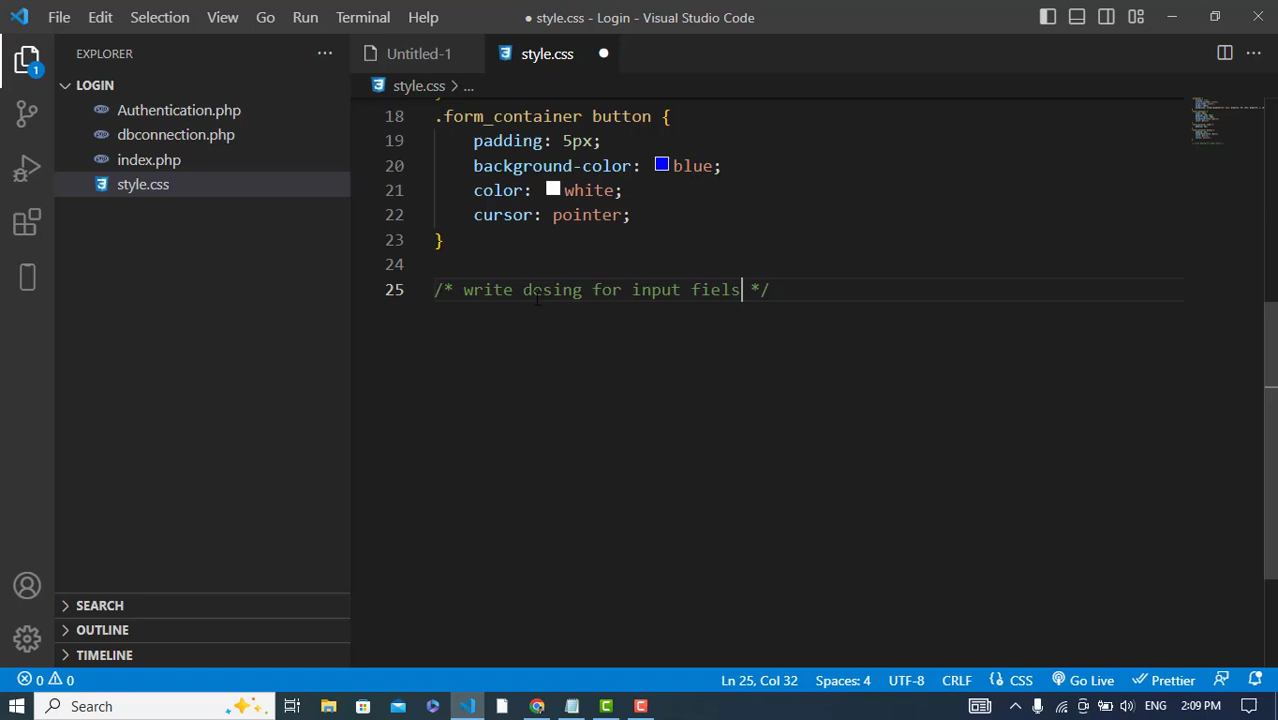 File Edit Selection View Go Run Terminal Help
● style.css - Login - Visual Studio Code
EXPLORER
Untitled-1
style.css
LOGIN
style.css > ...
Authentication.php
dbconnection.php
index.php
style.css
18 .form_container button {
19 padding: 5px;
20 background-color: blue;
21 color: white;
22 cursor: pointer;
23 }
24
25 /* write dosing for input fiels */
1
SEARCH
OUTLINE
TIMELINE
0 0
Ln 25, Col 32
Spaces: 4
UTF-8
CRLF
{} CSS
Go Live
Prettier
Search
ENG
2:09 PM